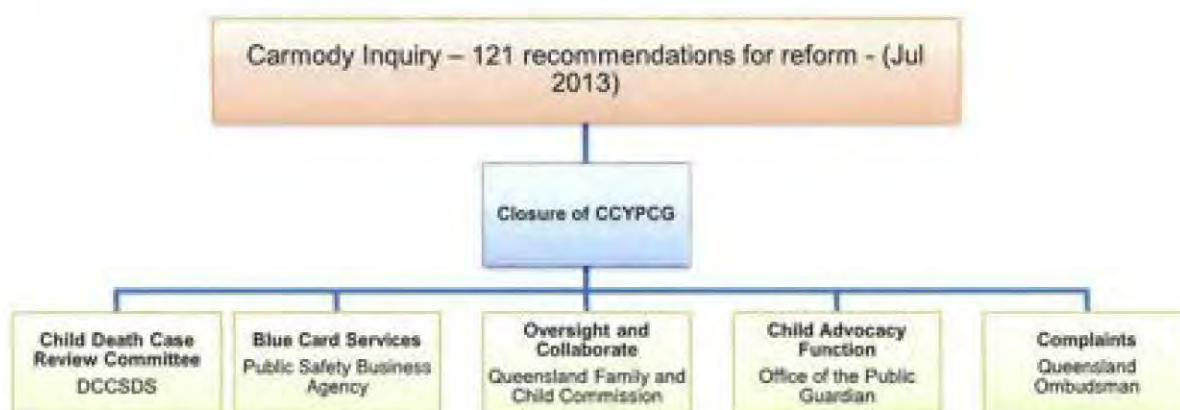 Carmody Inquiry – 121 recommendations for reform - (Jul
2013)
Closure of CCYPCG
Child Death Case
Review Committee
DCCSDS
Blue Card Services
Public Safety Business
Agency
Oversight and
Collaborate
Queensland Family and
Child Commission
Child Advocacy
Function
Office of the Public
Guardian
Complaints
Queensland
Ombudsman